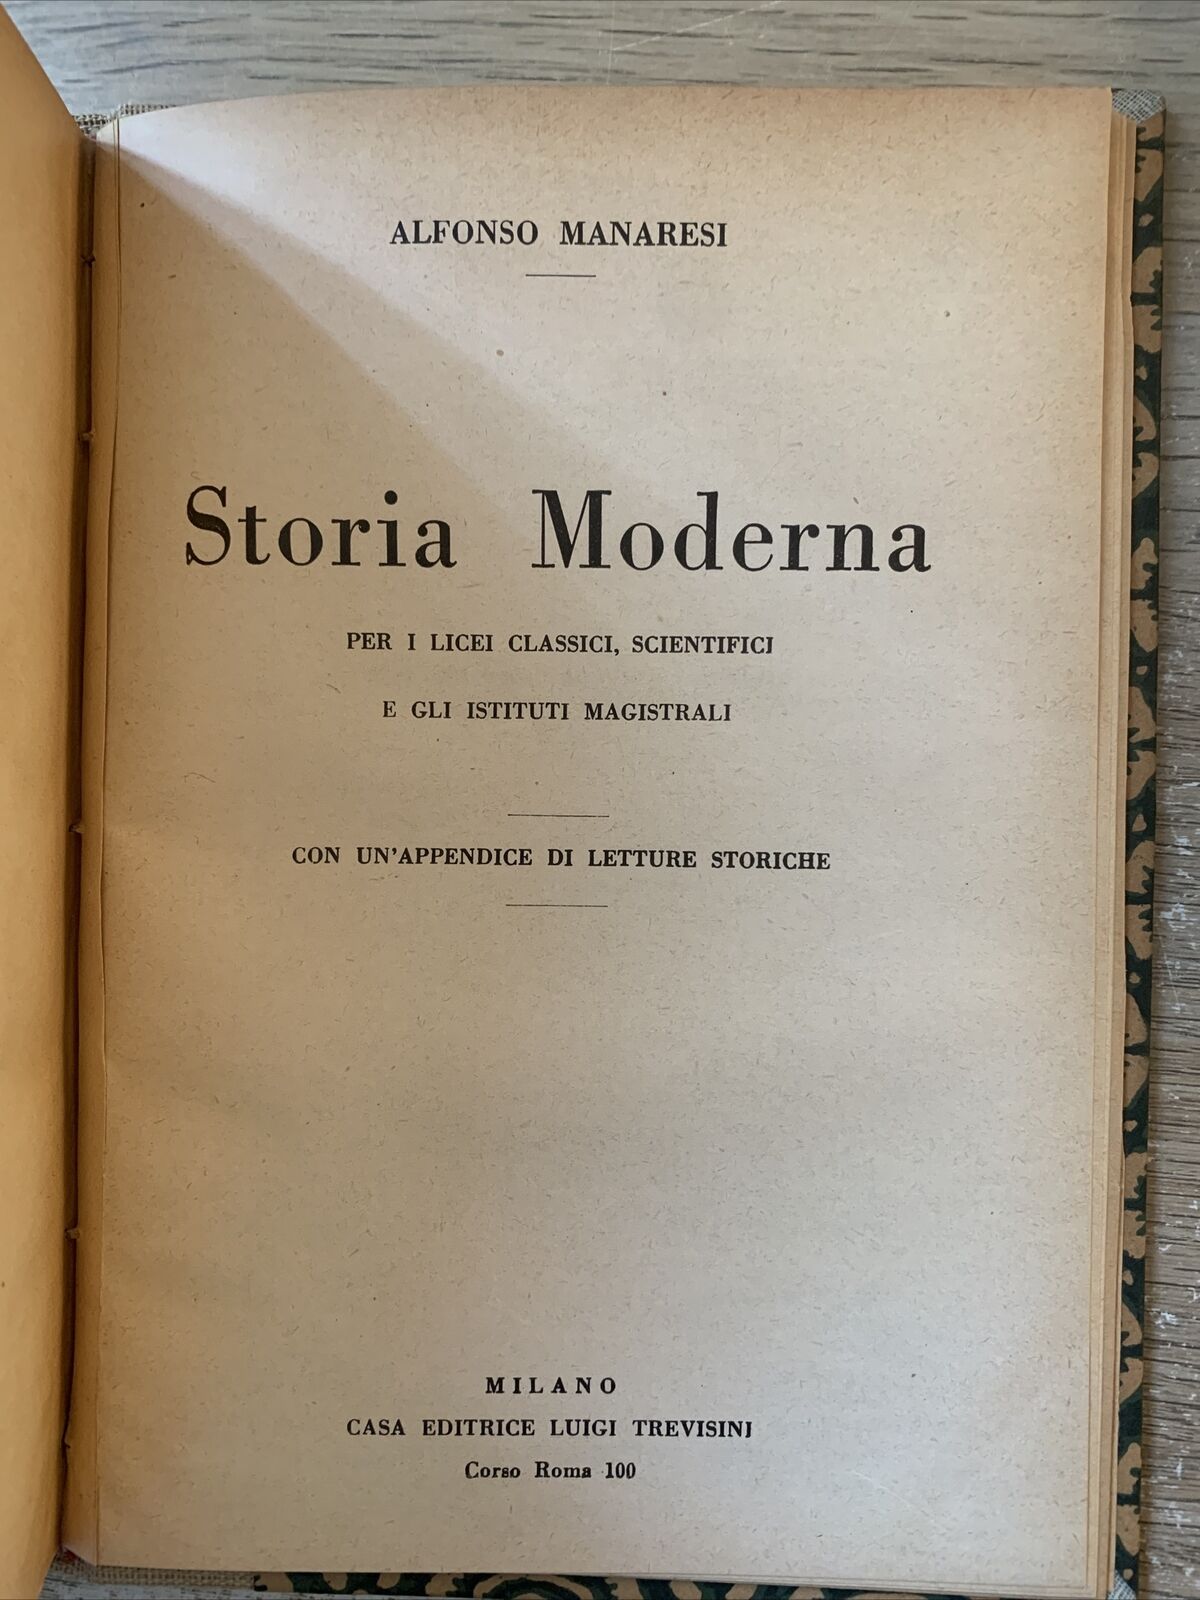 ALFONSO MANARESI
Storia Moderna
PER I LICEI CLASSICI, SCIENTIFICI
E GLI ISTITUTI MAGISTRALI
CON UN'APPENDICE DI LETTURE STORICHE
MILANO
CASA EDITRICE LUIGI TREVISINI
Corso Roma 100